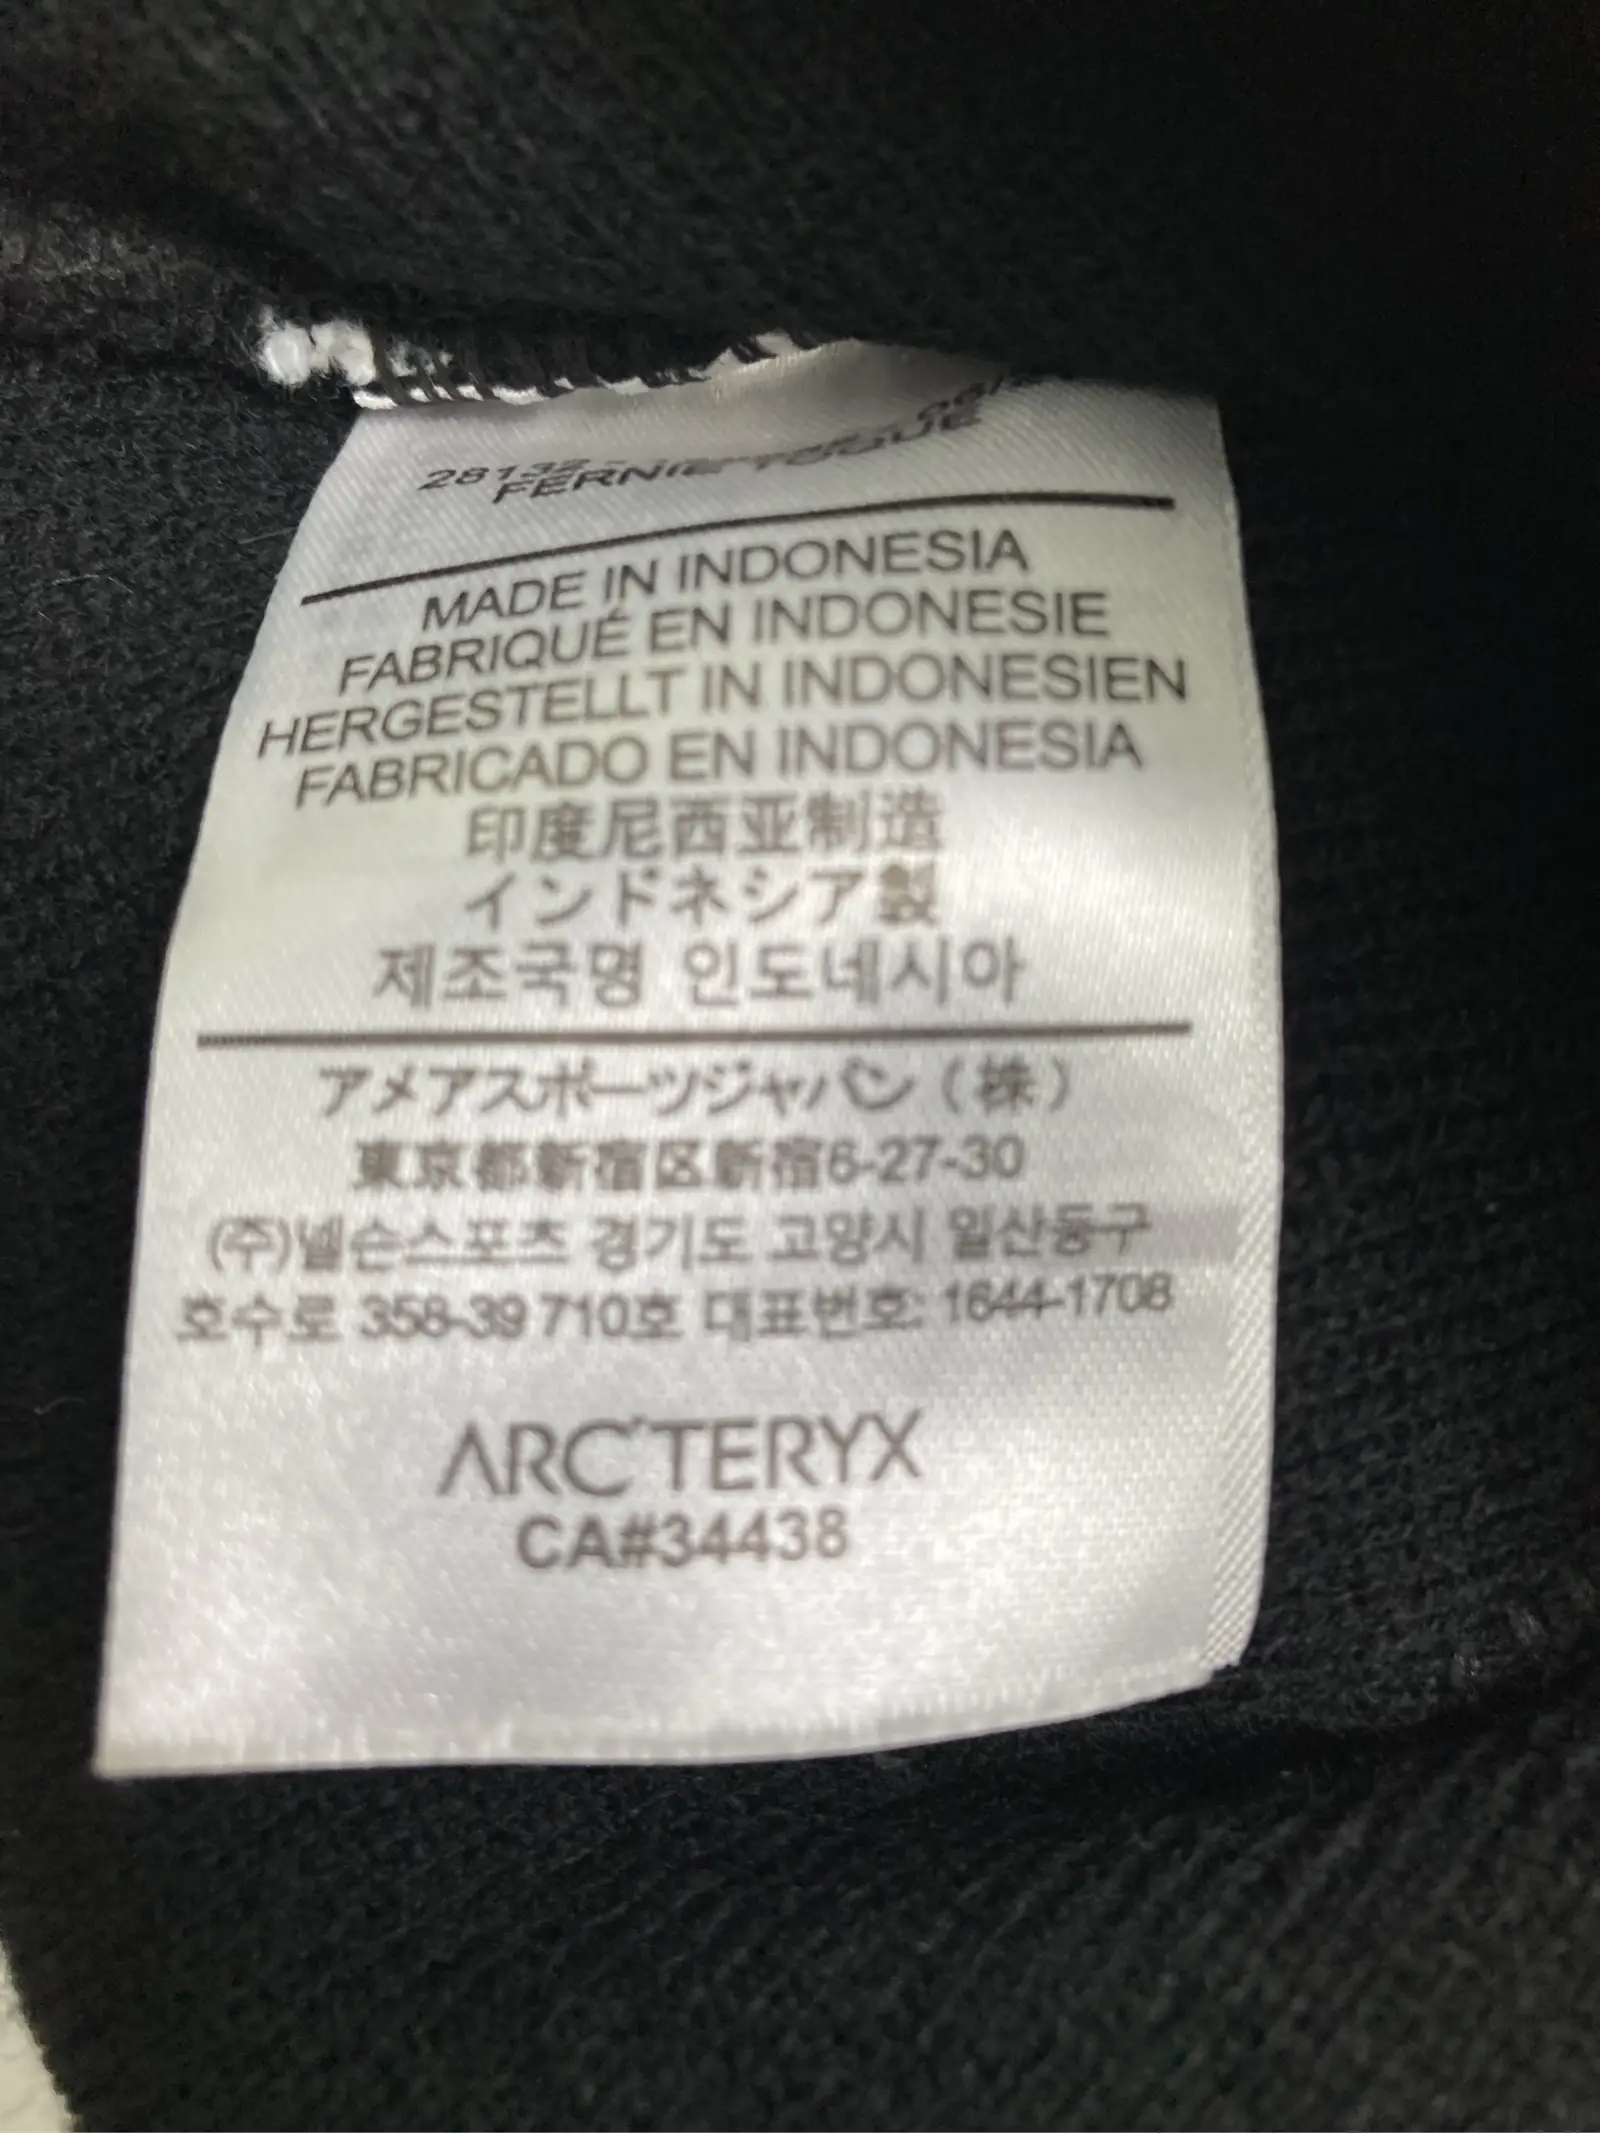 28132-
FERNIE TOQUE
MADE IN INDONESIA
FABRIQUÉ EN INDONESIE
HERGESTELLT IN INDONESIEN
FABRICADO EN INDONESIA
印度尼西亚制造
インドネシア製
제조국명 인도네시아
アメアスポーツジャパン（株）
東京都新宿区新宿6-27-30
(주)넬슨스포츠 경기도 고양시 일산동구
호수로 358-39 710호 대표번호: 1644-1708
ARC'TERYX
CA#34438